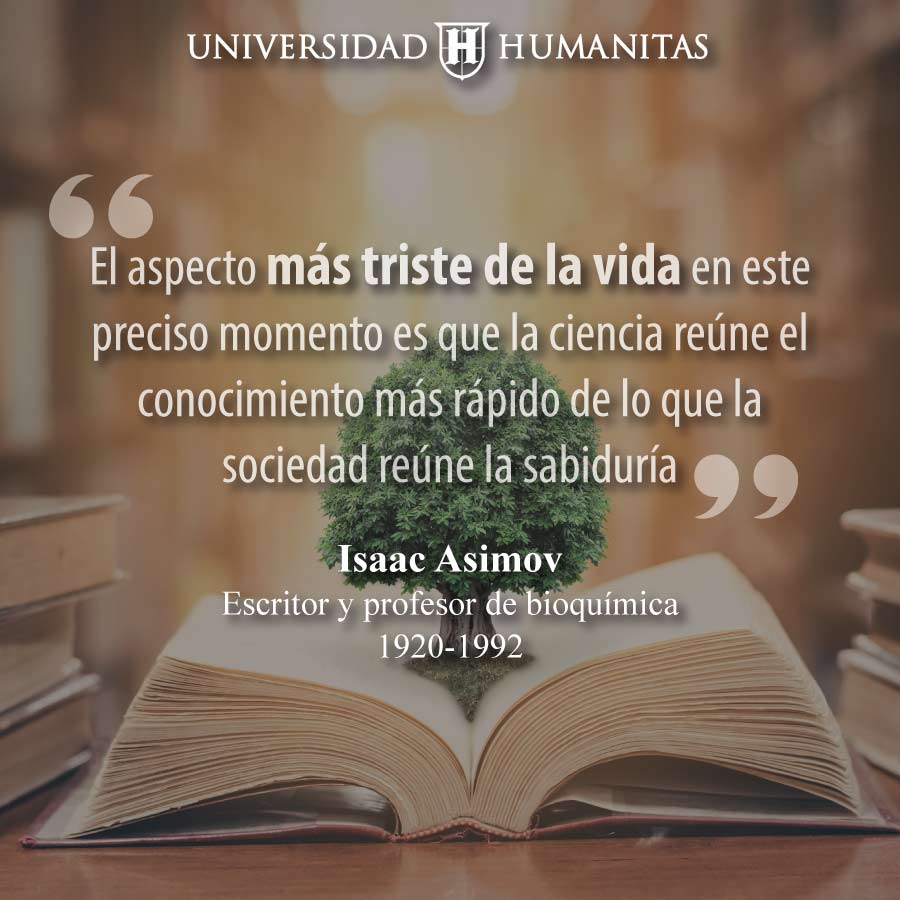 UNIVERSIDAD H HUMANITAS
“
El aspecto más triste de la vida en este
preciso momento es que la ciencia reúne el
conocimiento más rápido de lo que la
sociedad reúne la sabiduría ”
Isaac Asimov
Escritor y profesor de bioquímica
1920-1992